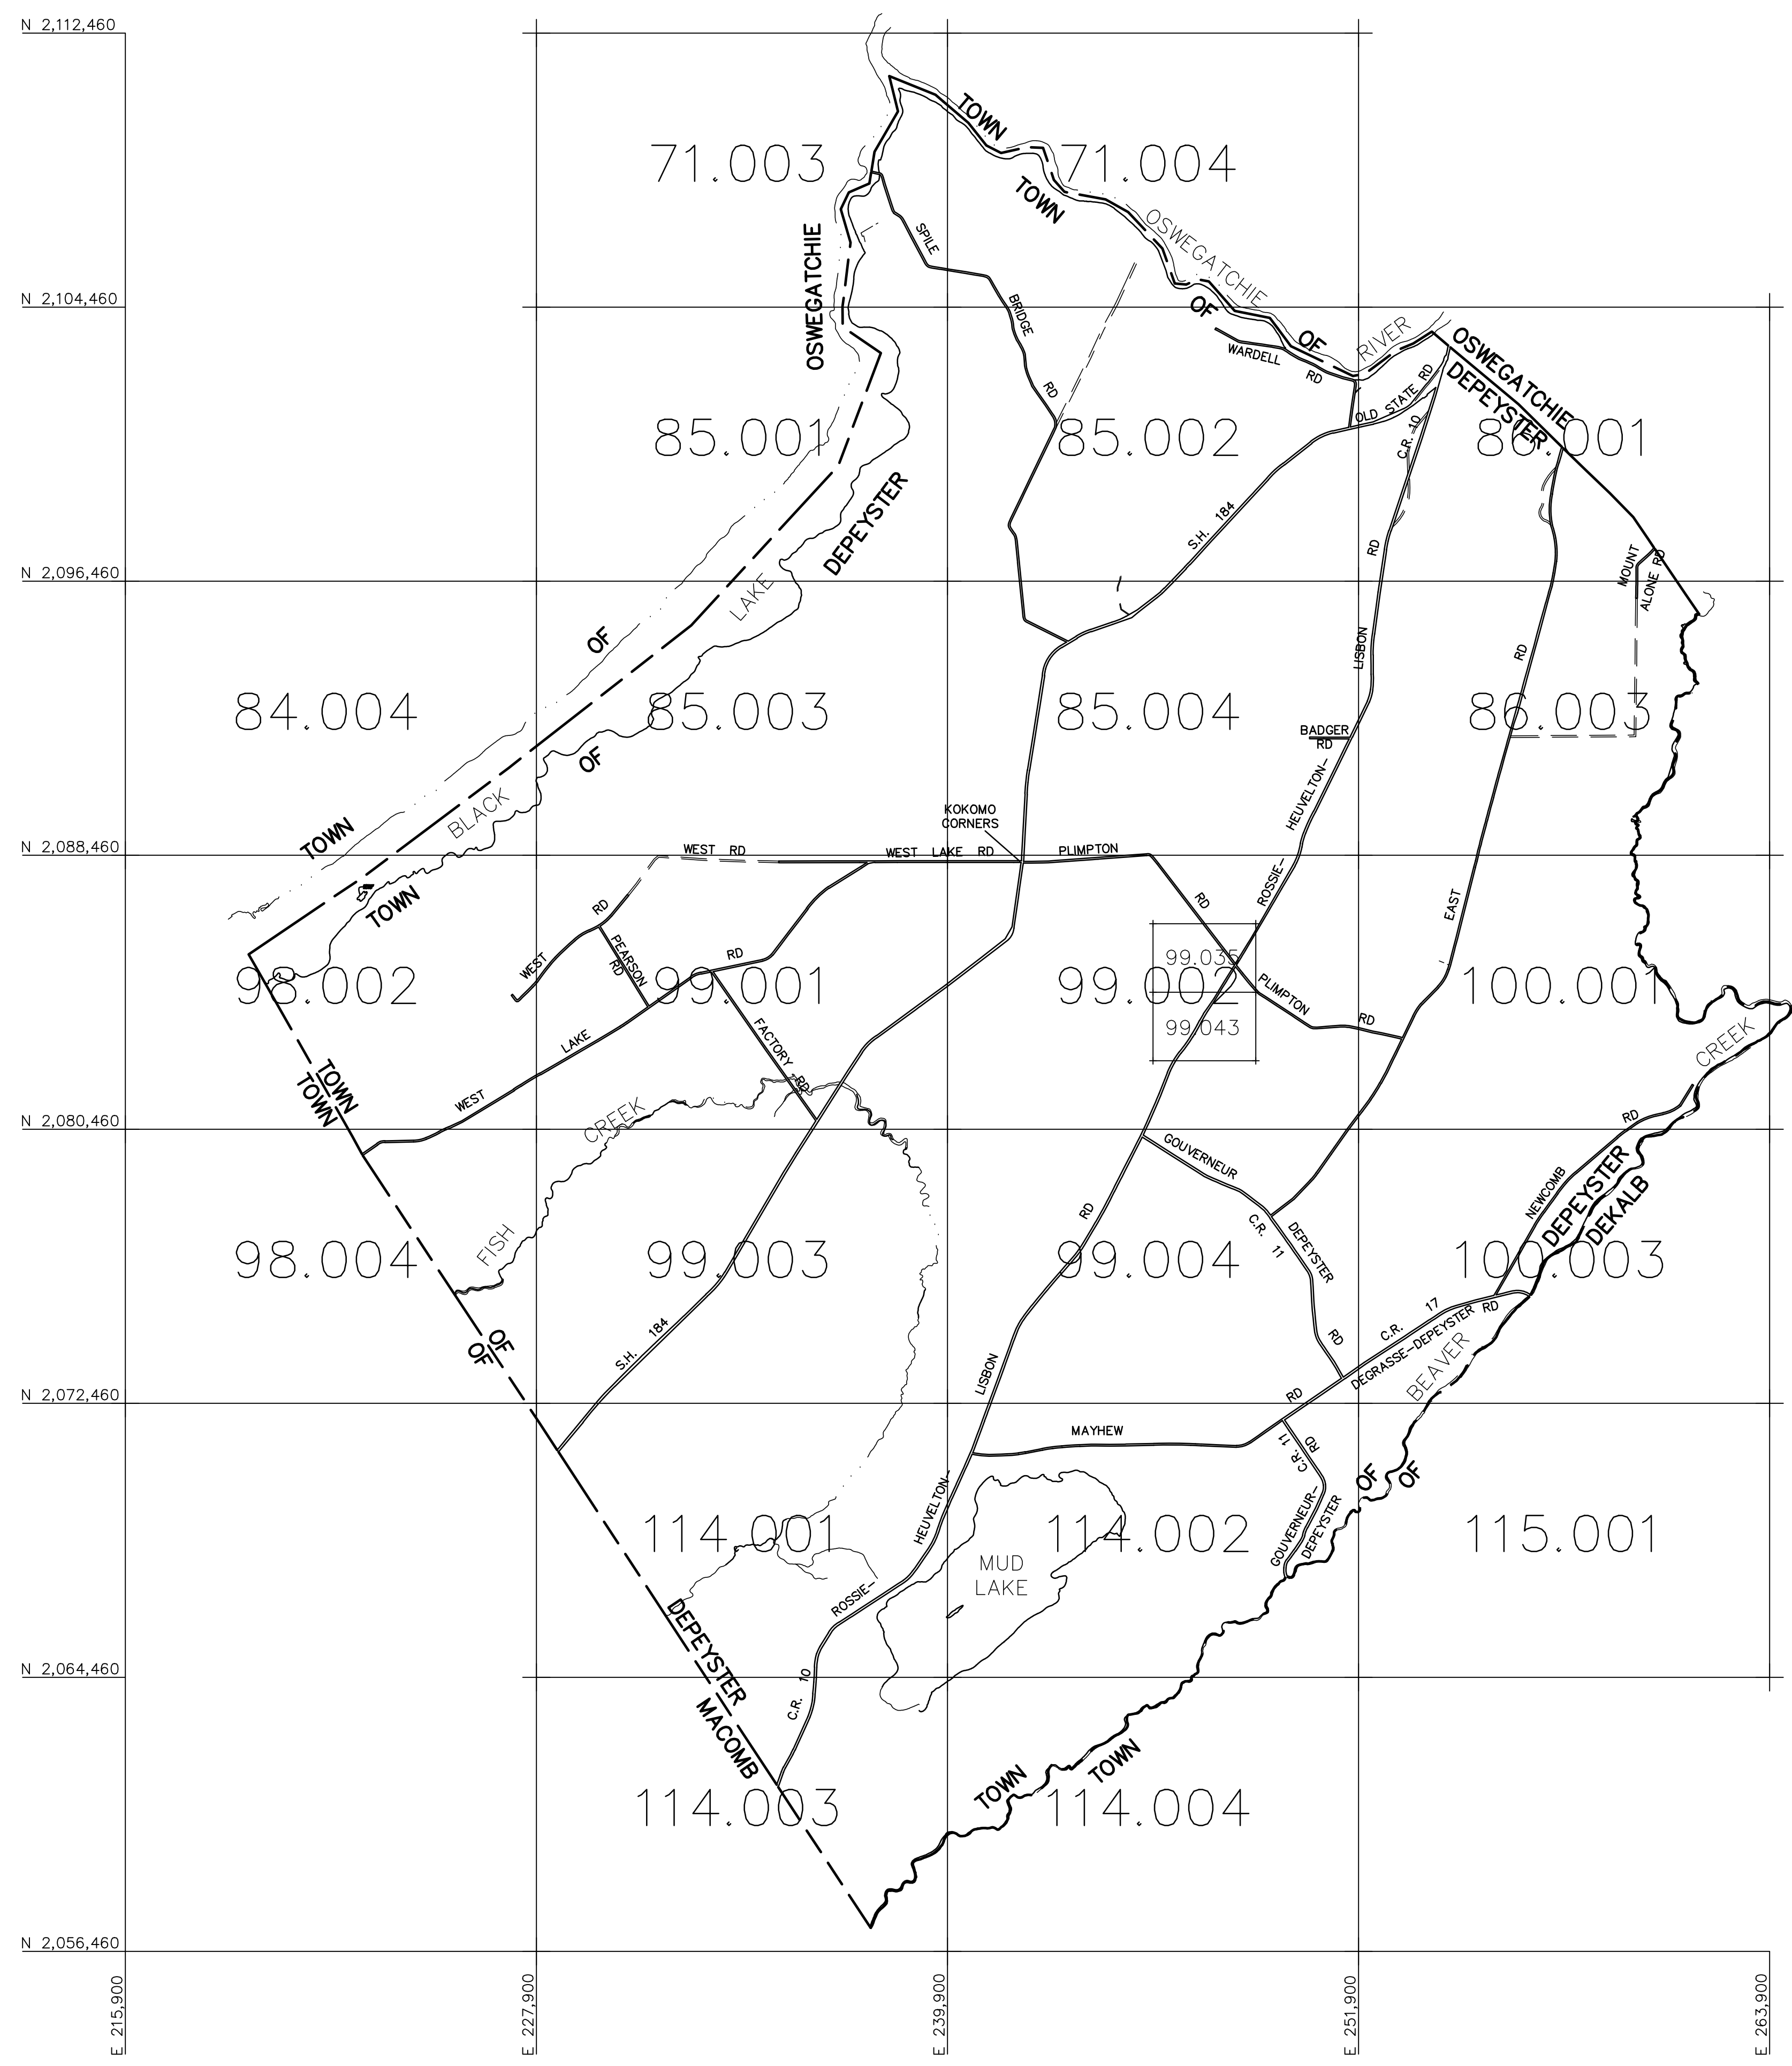 N 2,112,460
TOWN
71.003
71.004
TOWN
OSWEGATCHIE
OSWEGATCHIE
SPILE
BRIDGE
RD
N 2,104,460
OF
OF
RIVER
OSWEGATCHIE
DEPEYSTER
WARDELL
RD
OLD STATE RD
C.R. 10
85.001
85.002
86.001
DEPEYSTER
S.H. 184
RD
MOUNT
ALONE RD
N 2,096,460
LAKE
OF
LISBON
RD
84.004
85.003
85.004
86.003
BADGER
RD
OF
HEUVELTON-
BLACK
TOWN
KOKOMO
CORNERS
N 2,088,460
WEST RD
WEST LAKE RD
PLIMPTON
ROSSIE-
RD
EAST
TOWN
RD
PEARSON
RD
WEST
RD
99.035
98.002
99.001
99.002
100.001
PLIMPTON
RD
99.043
FACTORY RD
LAKE
CREEK
TOWN
TOWN
WEST
CREEK
N 2,080,460
RD
GOUVERNEUR
NEWCOMB
DEPEYSTER
DEKALB
RD
C.R. 11
DEPEYSTER
FISH
98.004
99.003
99.004
100.003
C.R. 17
RD
DEGRASSE-DEPEYSTER
RD
S.H. 184
OF
OF
BEAVER
LISBON
RD
N 2,072,460
MAYHEW
C.R. 11
RD
OF
OF
HEUVELTON-
GOUVERNEUR-
DEPEYSTER
114.001
114.002
115.001
MUD
LAKE
ROSSIE-
DEPEYSTER
N 2,064,460
C.R. 10
MACOMB
TOWN
TOWN
114.003
114.004
N 2,056,460
E 215,900
E 227,900
E 239,900
E 251,900
E 263,900